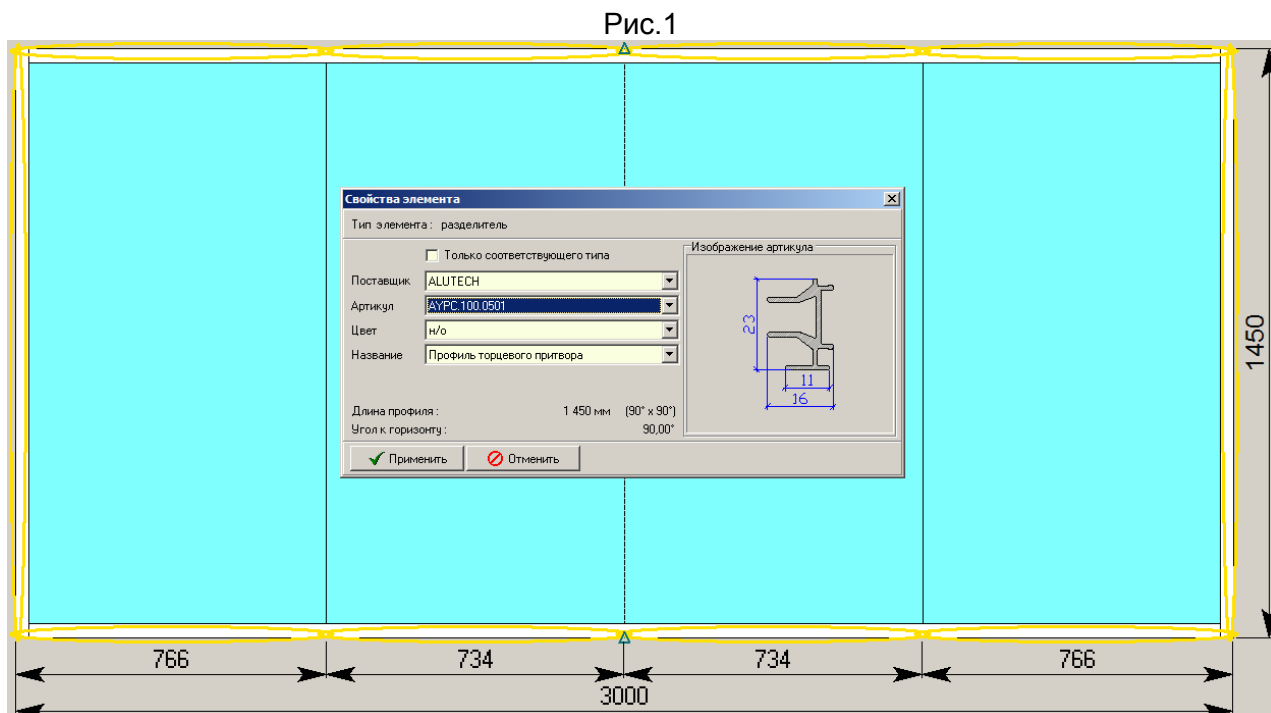 Рис.1
Свойства элемента
Тип элемента : разделитель
Только соответствующего типа
Изображение артикула
Поставщик ALUTECH
Артикул AYPC.100.0501
Цвет н/о
Название Профиль торцевого притвора
23
11
16
Длина профиля : 1 450 мм (90° x 90°)
Угол к горизонту : 90,00°
Применить Отменить
1450
766 734 734 766
3000